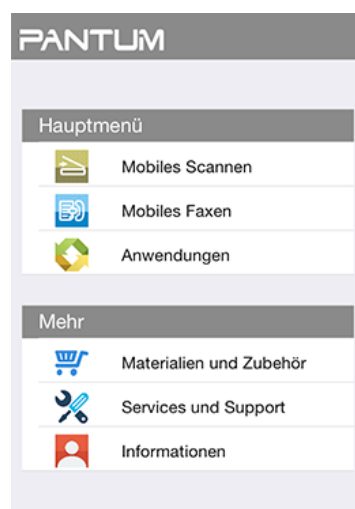 PANTUM
Hauptmenü
Mobiles Scannen
Mobiles Faxen
Anwendungen
Mehr
Materialien und Zubehör
Services und Support
Informationen